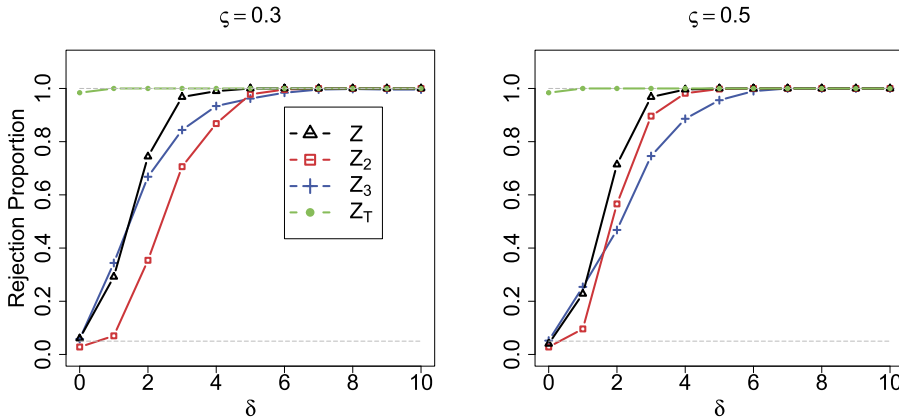 ς = 0.3
ς = 0.5
Rejection Proportion
0.0 0.2 0.4 0.6 0.8 1.0
Z
Z2
Z3
ZT
0 2 4 6 8 10
δ
0.0 0.2 0.4 0.6 0.8 1.0
0 2 4 6 8 10
δ